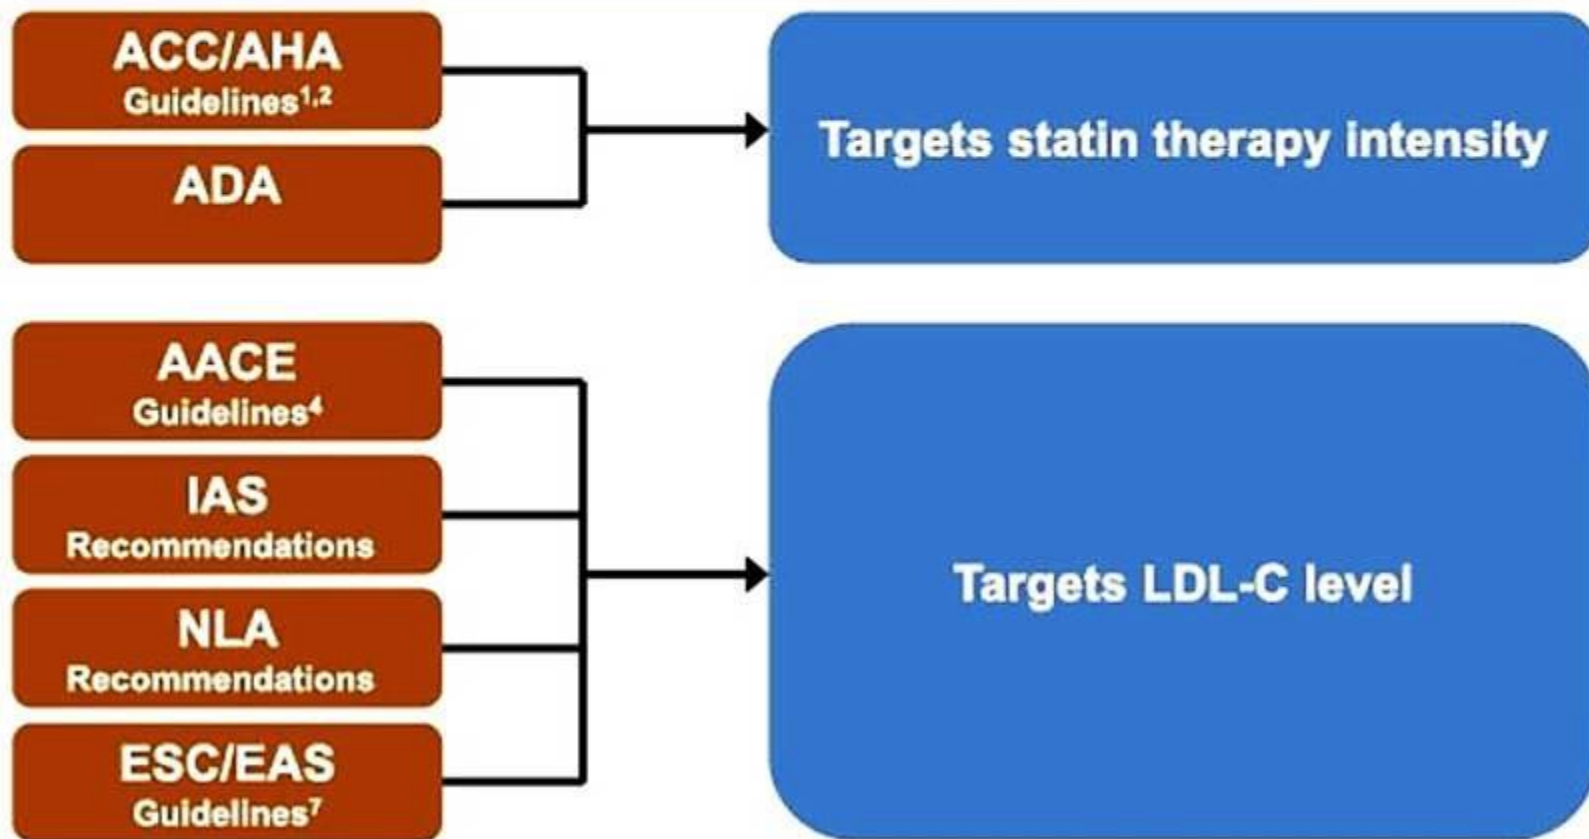 ACC/AHA
Guidelines¹,²
ADA
Targets statin therapy intensity
AACE
Guidelines⁴
IAS
Recommendations
NLA
Recommendations
ESC/EAS
Guidelines⁷
Targets LDL-C level